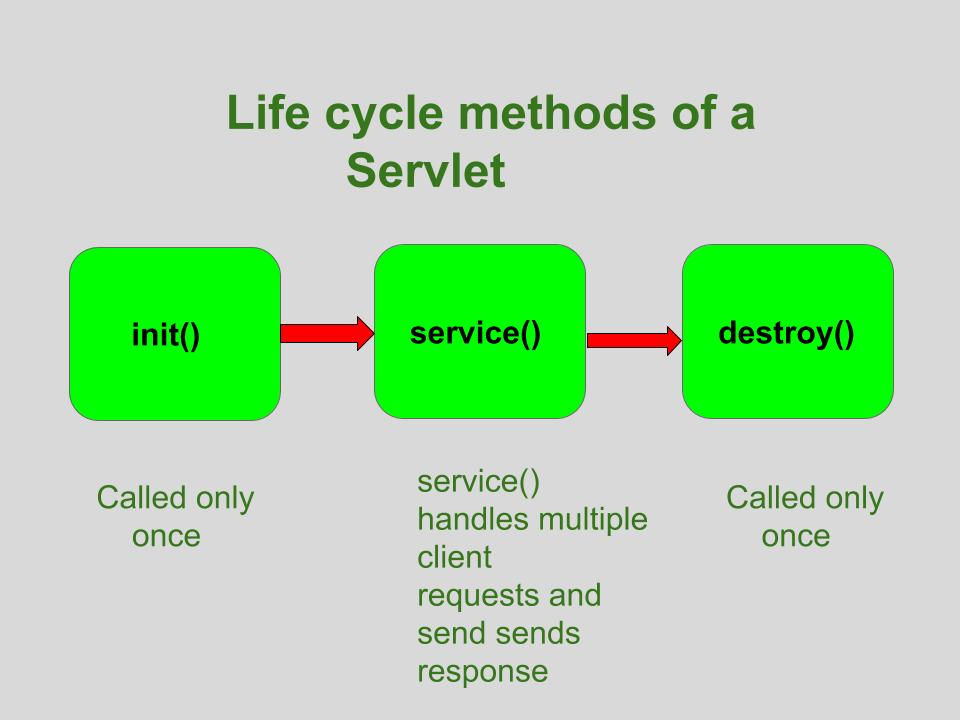 Life cycle methods of a
Servlet
init()
service()
destroy()
Called only
once
service()
handles multiple
client
requests and
send sends
response
Called only
once